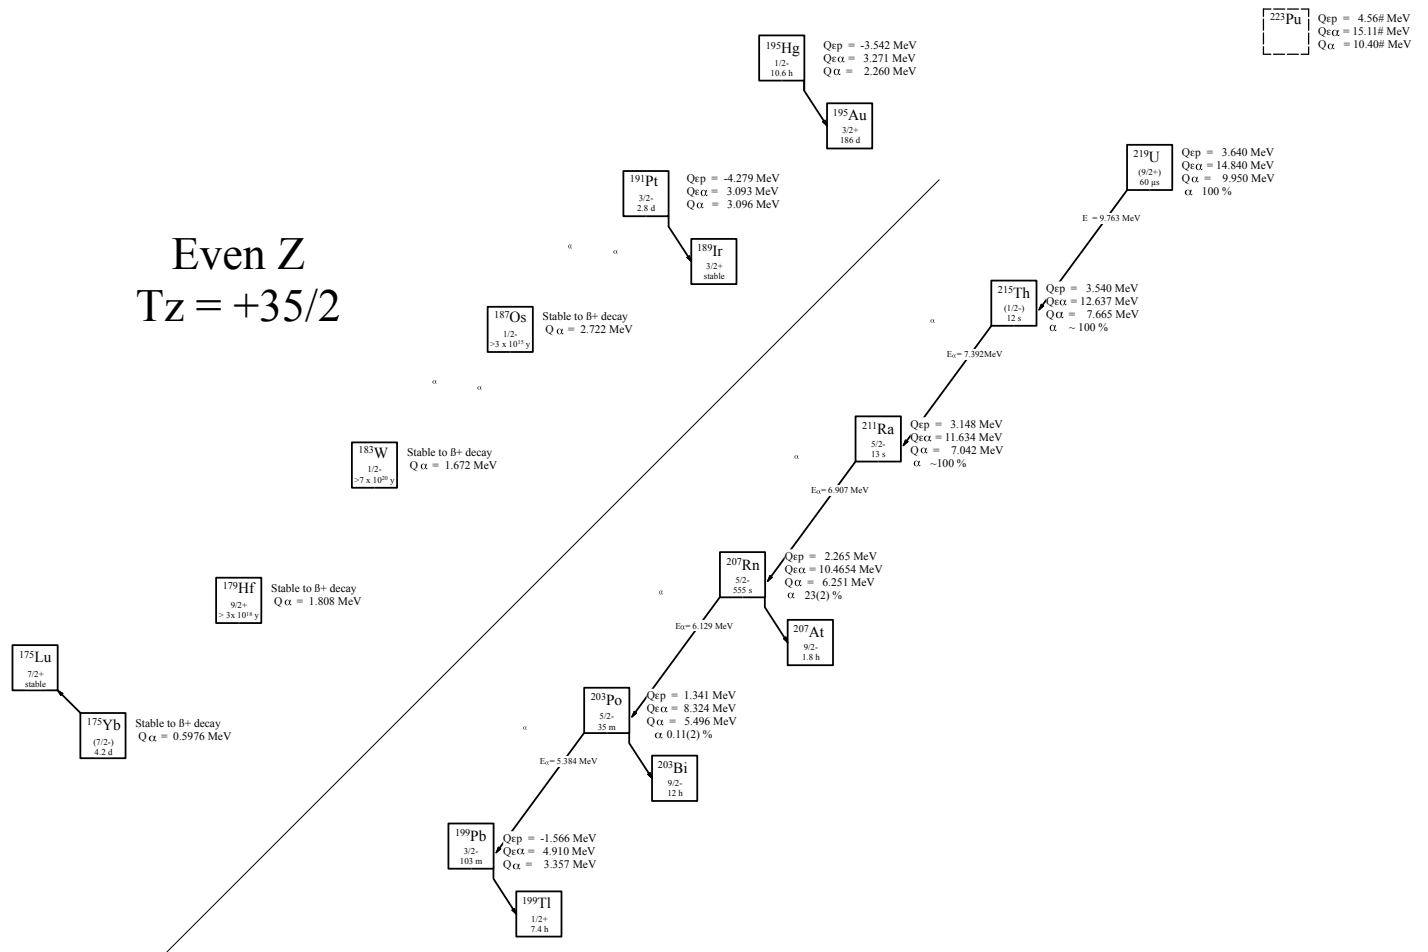 ²²³Pu
Qεp = 4.56# MeV
Qεα = 15.11# MeV
Qα = 10.40# MeV
¹⁹⁵Hg
1/2-
10.6 h
Qεp = -3.542 MeV
Qεα = 3.271 MeV
Qα = 2.260 MeV
¹⁹⁵Au
3/2+
186 d
²¹⁹U
(9/2+)
60 µs
Qεp = 3.640 MeV
Qεα = 14.840 MeV
Qα = 9.950 MeV
α 100 %
E = 9.763 MeV
¹⁹¹Pt
3/2-
2.8 d
Qεp = -4.279 MeV
Qεα = 3.093 MeV
Qα = 3.096 MeV
¹⁸⁹Ir
3/2+
stable
Even Z
Tz = +35/2
α
α
²¹⁵Th
(1/2-)
12 s
Qεp = 3.540 MeV
Qεα = 12.637 MeV
Qα = 7.665 MeV
α ~ 100 %
Eα= 7.392MeV
¹⁸⁷Os
1/2-
>3 x 10¹⁵ y
Stable to ß+ decay
Qα = 2.722 MeV
α
α
α
²¹¹Ra
5/2-
13 s
Qεp = 3.148 MeV
Qεα = 11.634 MeV
Qα = 7.042 MeV
α ~100 %
Eα= 6.907 MeV
¹⁸³W
1/2-
>7 x 10²⁰ y
Stable to ß+ decay
Qα = 1.672 MeV
α
²⁰⁷Rn
5/2-
555 s
Qεp = 2.265 MeV
Qεα = 10.4654 MeV
Qα = 6.251 MeV
α 23(2) %
Eα= 6.129 MeV
²⁰⁷At
9/2-
1.8 h
¹⁷⁹Hf
9/2+
> 3x 10¹⁸ y
Stable to ß+ decay
Qα = 1.808 MeV
α
¹⁷⁵Lu
7/2+
stable
¹⁷⁵Yb
(7/2-)
4.2 d
Stable to ß+ decay
Qα = 0.5976 MeV
²⁰³Po
5/2-
35 m
Qεp = 1.341 MeV
Qεα = 8.324 MeV
Qα = 5.496 MeV
α 0.11(2) %
α
Eα= 5.384 MeV
²⁰³Bi
9/2-
12 h
¹⁹⁹Pb
3/2-
103 m
Qεp = -1.566 MeV
Qεα = 4.910 MeV
Qα = 3.357 MeV
¹⁹⁹Tl
1/2+
7.4 h